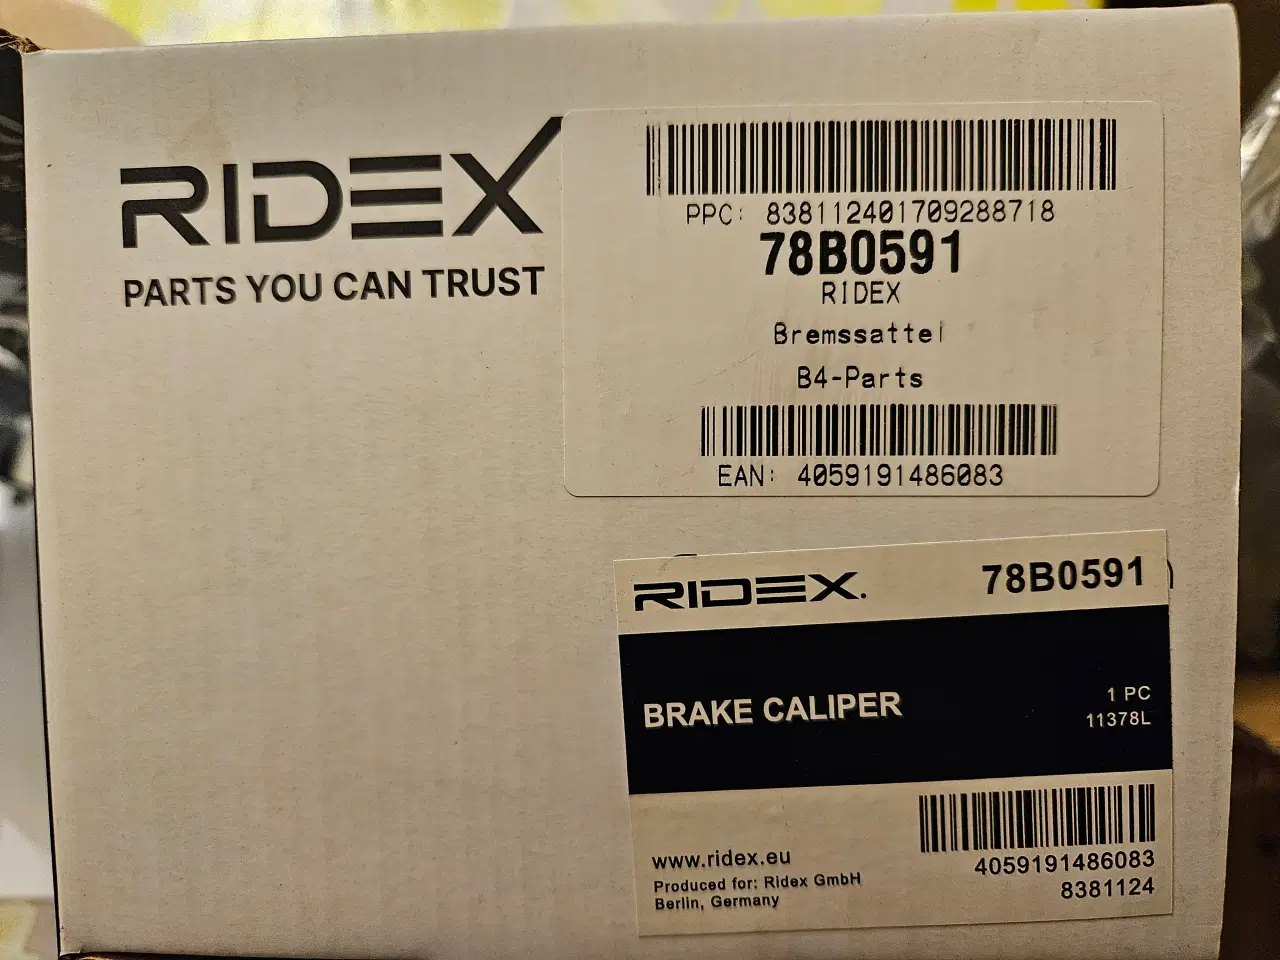 RIDEX
PARTS YOU CAN TRUST
PPC: 838112401709288718
78B0591
RIDEX
Bremssattel
B4-Parts
EAN: 4059191486083
RIDEX.
78B0591
BRAKE CALIPER
1 PC
11378L
www.ridex.eu
Produced for: Ridex GmbH
Berlin, Germany
4059191486083
8381124